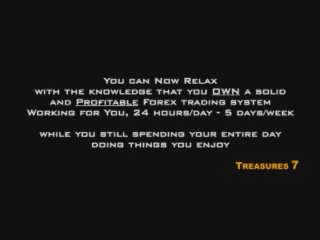 You can Now Relax
with the knowledge that you OWN a solid
and Profitable Forex trading system
Working for You, 24 hours/day - 5 days/week
while you still spending your entire day
doing things you enjoy
Treasures 7